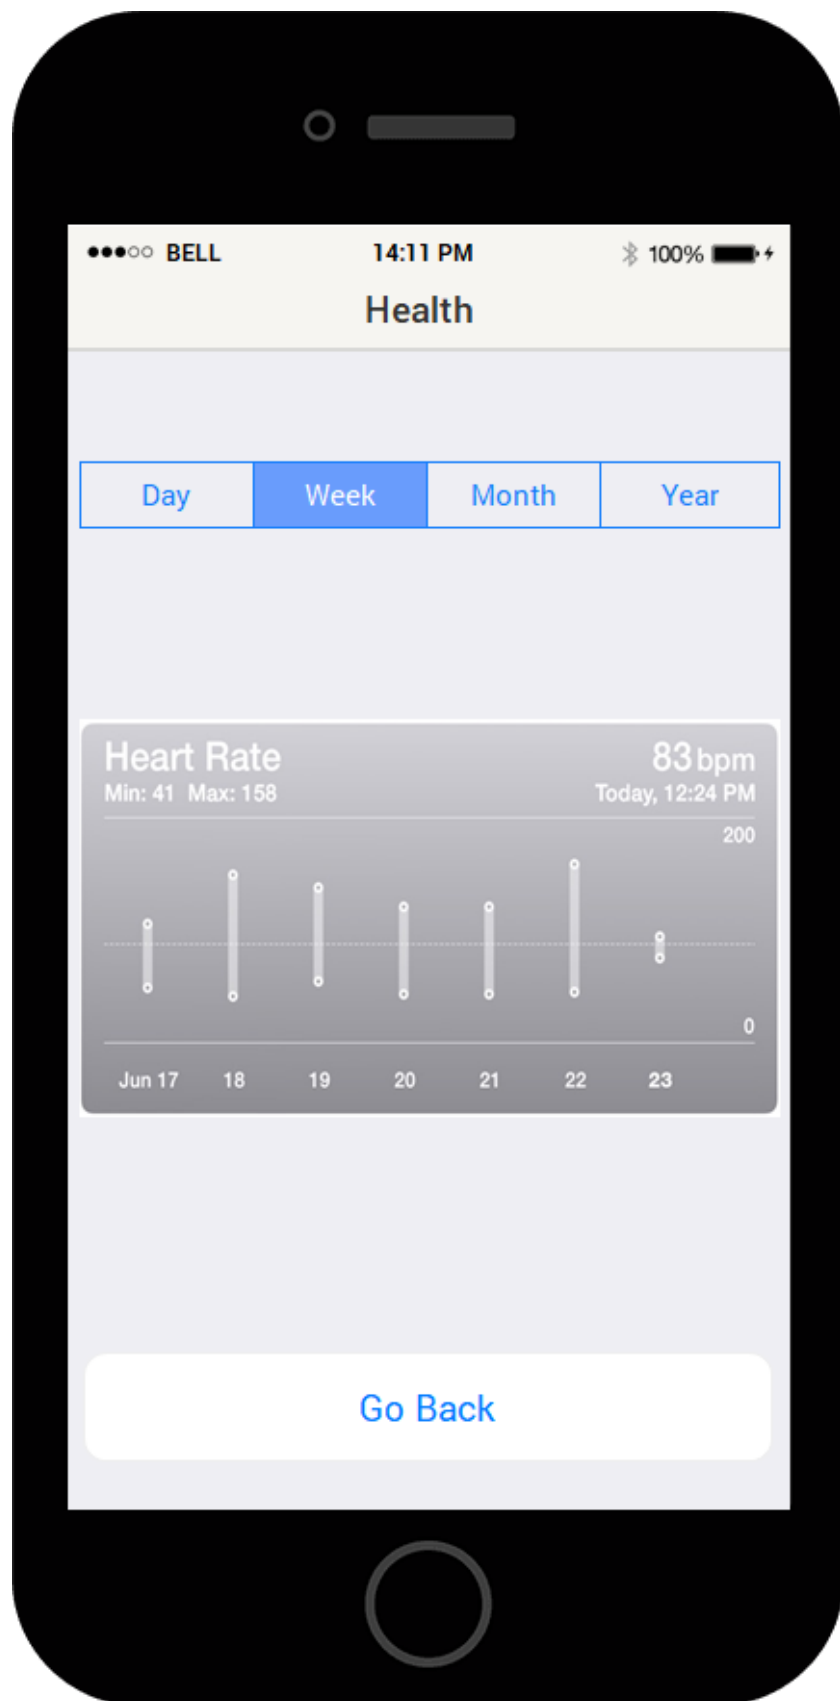 BELL 14:11 PM 100%
Health
Day Week Month Year
Heart Rate 83 bpm
Min: 41 Max: 158 Today, 12:24 PM
200
0
Jun 17 18 19 20 21 22 23
Go Back